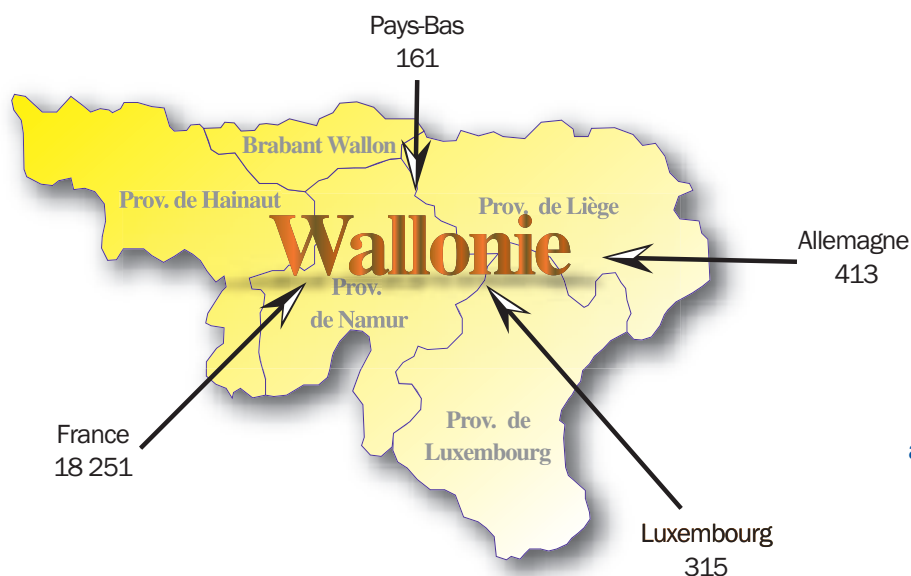 Pays-Bas
161
Brabant Wallon
Prov. de Hainaut
Prov. de Liège
Wallonie
Allemagne
413
Prov.
de Namur
France
18 251
Prov. de
Luxembourg
Luxembourg
315